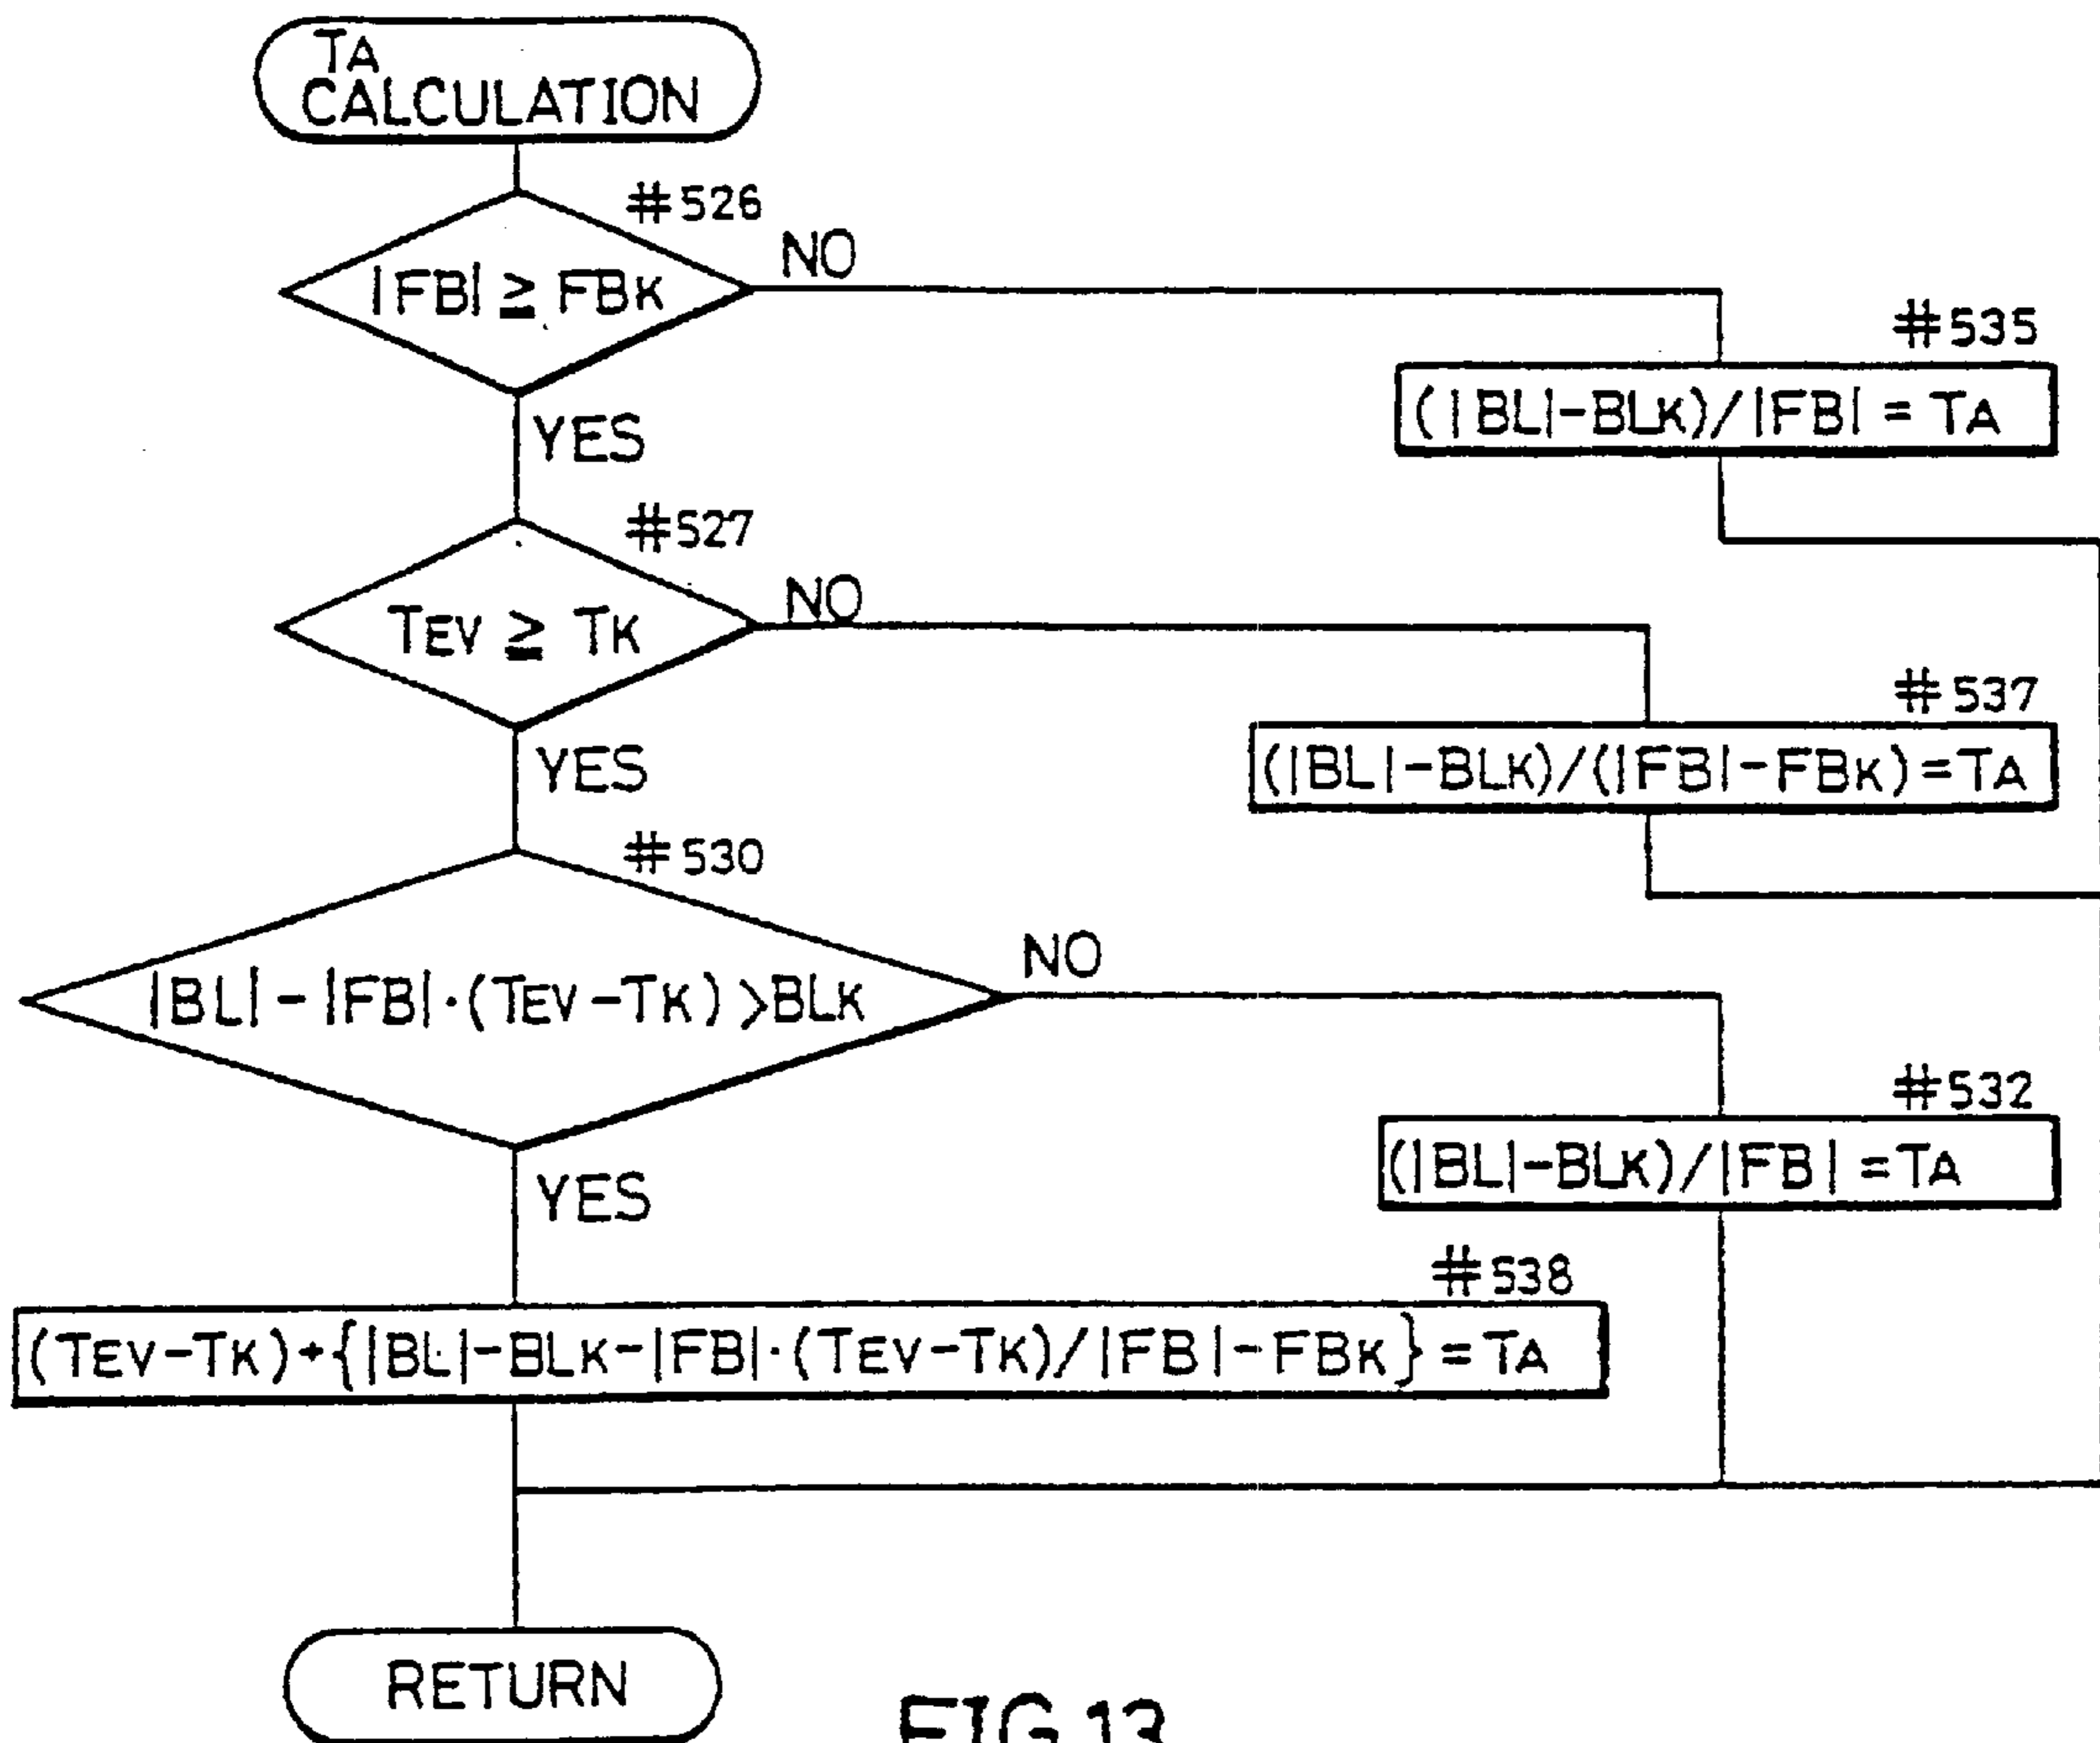 TA
CALCULATION
#526
|FB| ≧ FBK
NO
YES
#535
(|BL|-BLK)/|FB| = TA
#527
TEV ≧ TK
NO
YES
#537
(|BL|-BLK)/(|FB|-FBK)=TA
#530
|BL|-|FB|·(TEV-TK)>BLK
NO
YES
#532
(|BL|-BLK)/|FB|=TA
#538
(TEV-TK)+{|BL|-BLK-|FB|·(TEV-TK)/|FB|-FBK}=TA
RETURN
FIG.13